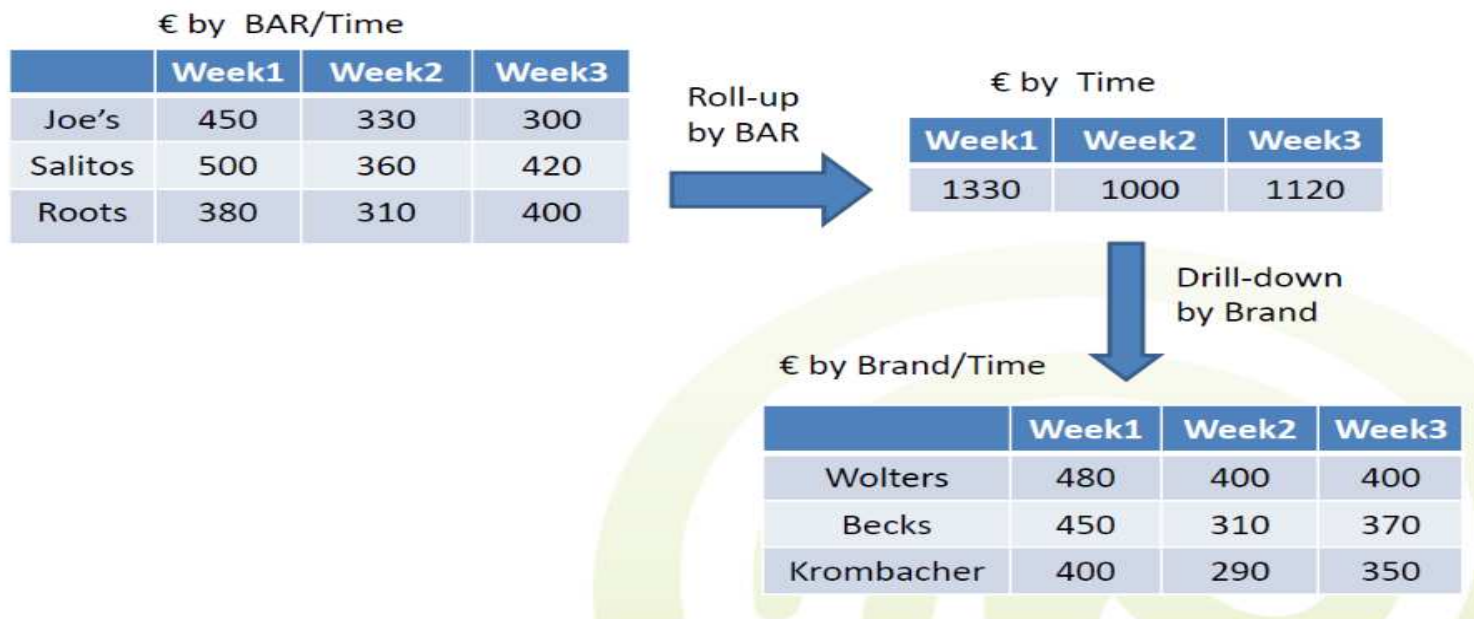 € by BAR/Time
Week1 Week2 Week3
Joe's 450 330 300
Salitos 500 360 420
Roots 380 310 400
Roll-up
by BAR
€ by Time
Week1 Week2 Week3
1330 1000 1120
Drill-down
by Brand
€ by Brand/Time
Week1 Week2 Week3
Wolters 480 400 400
Becks 450 310 370
Krombacher 400 290 350